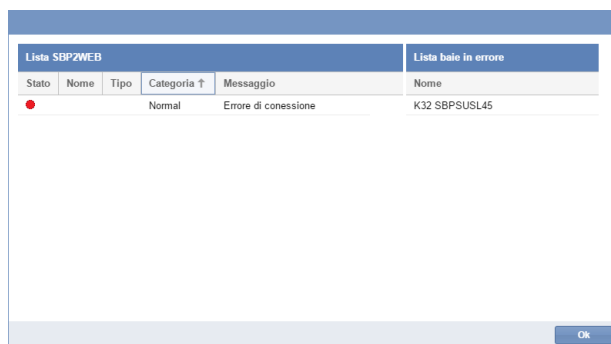 Lista SBP2WEB
Lista baie in errore
Stato Nome Tipo Categoria ↑ Messaggio
Nome
Normal Errore di conessione
K32 SBPSUSL45
Ok